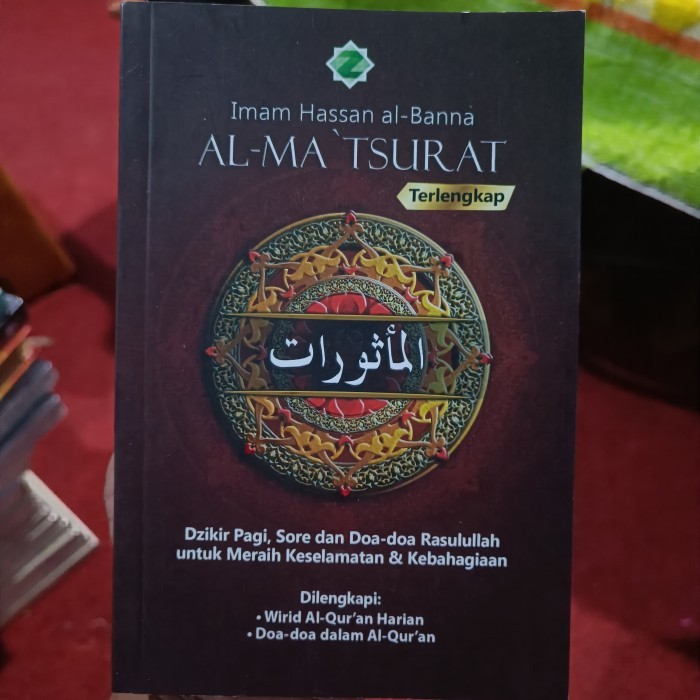 Z
Imam Hassan al-Banna
AL-MA`TSURAT
Terlengkap
المأثورات
Dzikir Pagi, Sore dan Doa-doa Rasulullah
untuk Meraih Keselamatan & Kebahagiaan
Dilengkapi:
• Wirid Al-Qur'an Harian
• Doa-doa dalam Al-Qur'an